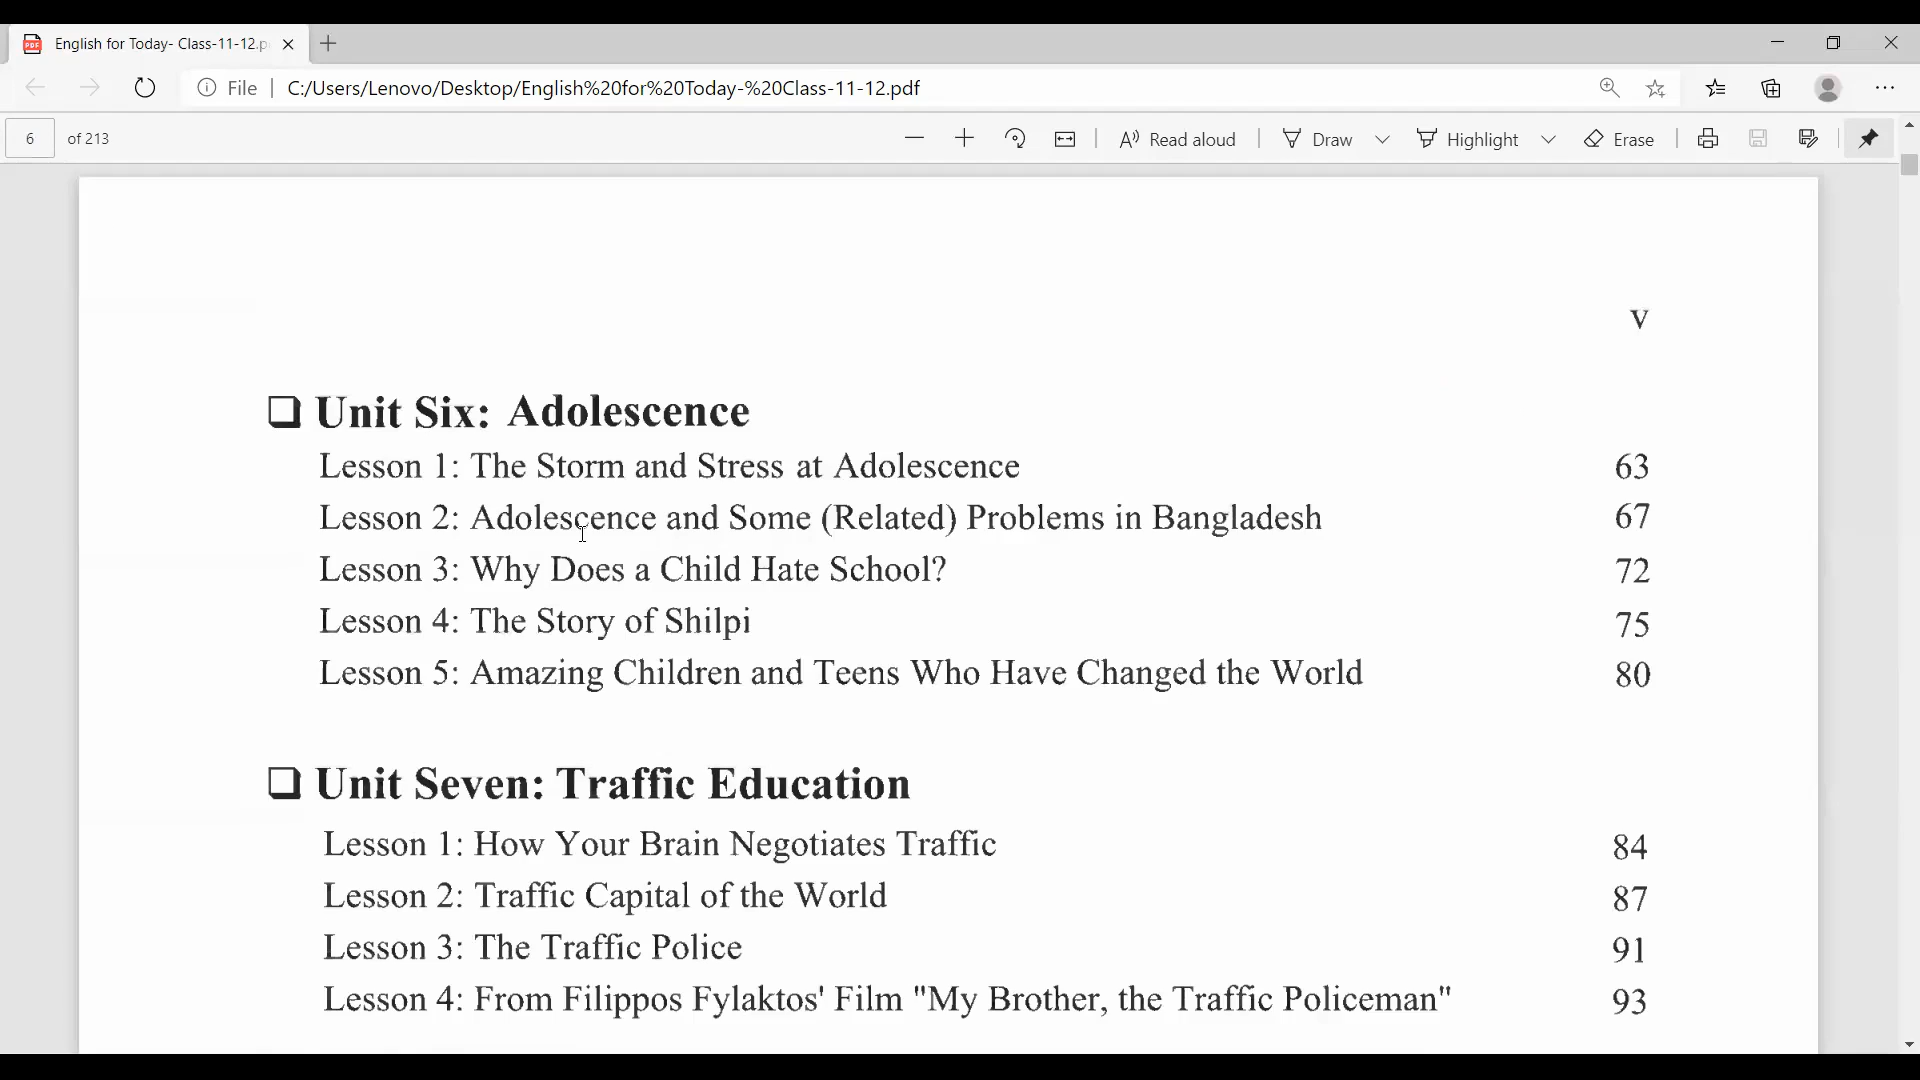 English for Today- Class-11-12.p
File | C:/Users/Lenovo/Desktop/English%20for%20Today-%20Class-11-12.pdf
6 of 213 Read aloud Draw Highlight Erase
v
Unit Six: Adolescence
Lesson 1: The Storm and Stress at Adolescence 63
Lesson 2: Adolescence and Some (Related) Problems in Bangladesh 67
Lesson 3: Why Does a Child Hate School? 72
Lesson 4: The Story of Shilpi 75
Lesson 5: Amazing Children and Teens Who Have Changed the World 80
Unit Seven: Traffic Education
Lesson 1: How Your Brain Negotiates Traffic 84
Lesson 2: Traffic Capital of the World 87
Lesson 3: The Traffic Police 91
Lesson 4: From Filippos Fylaktos' Film "My Brother, the Traffic Policeman" 93